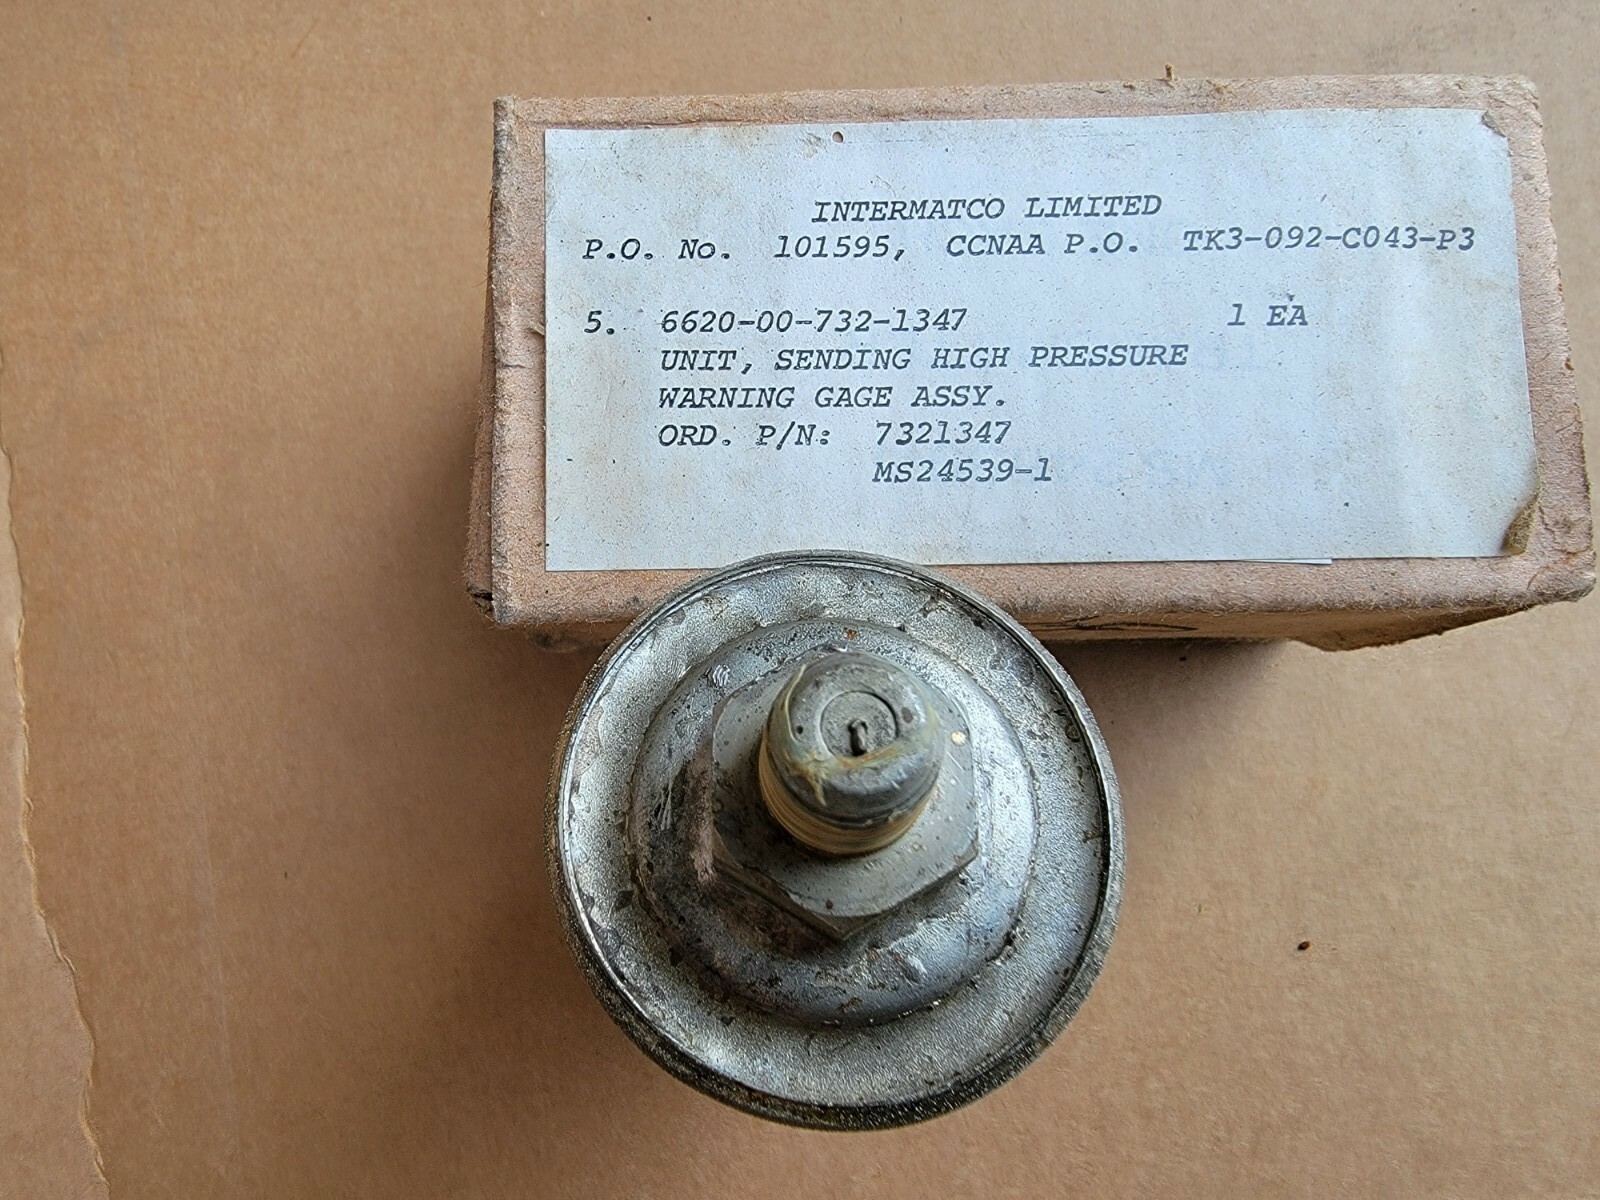 INTERMATCO LIMITED
P.O. No. 101595, CCNAA P.O. TK3-092-C043-P3
5. 6620-00-732-1347 1 EA
UNIT, SENDING HIGH PRESSURE
WARNING GAGE ASSY.
ORD. P/N: 7321347
MS24539-1